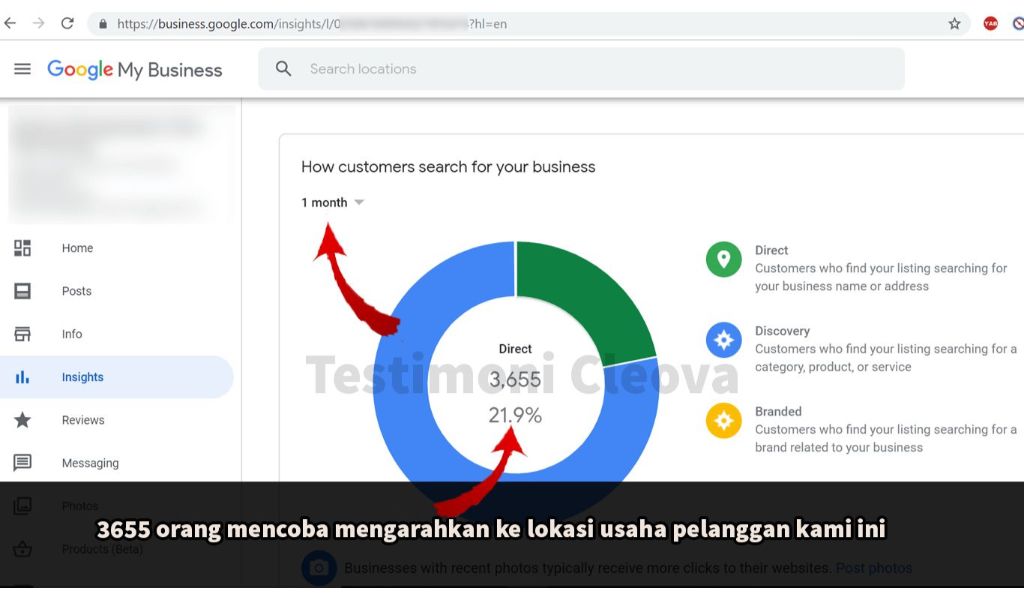 https://business.google.com/insights/l/0
?hl=en
Google My Business
Search locations
How customers search for your business
1 month
Home
Posts
Info
Insights
Reviews
Messaging
Photos
Products (Beta)
Direct
3,655
21.9%
Testimoni Cleova
Direct
Customers who find your listing searching for
your business name or address
Discovery
Customers who find your listing searching for a
category, product, or service
Branded
Customers who find your listing searching for a
brand related to your business
3655 orang mencoba mengarahkan ke lokasi usaha pelanggan kami ini
Businesses with recent photos typically receive more clicks to their websites. Post photos